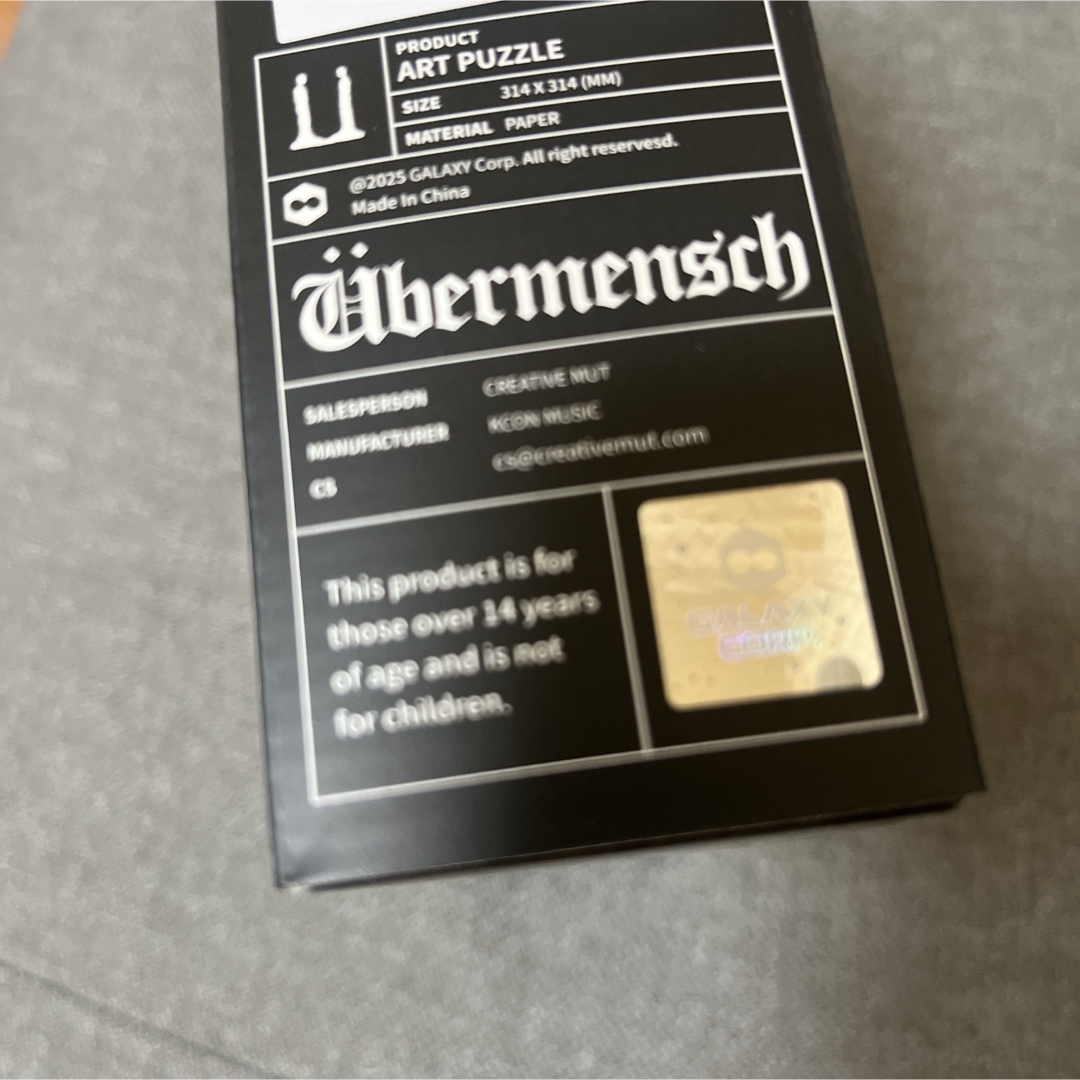 PRODUCT
ART PUZZLE
SIZE 314 X 314 (MM)
MATERIAL PAPER
@2025 GALAXY Corp. All right reservesd.
Made In China
Übermensch
SALESPERSON CREATIVE MUT
MANUFACTURER KCON MUSIC
CS cs@creativemut.com
This product is for
those over 14 years
of age and is not
for children.
GALAXY
CORP.